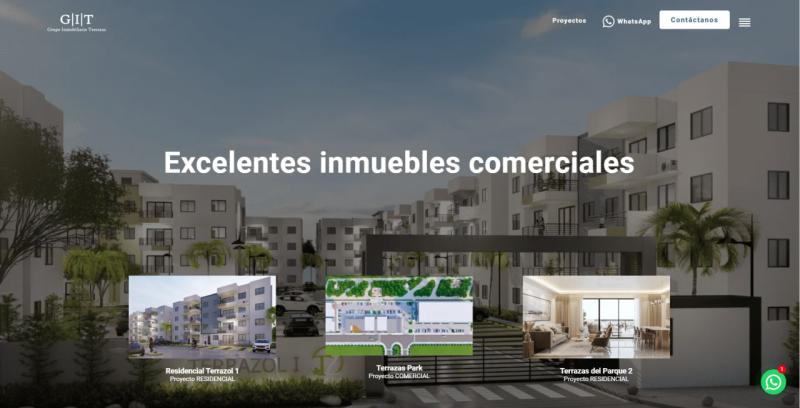 G|I|T
Grupo Inmobiliario Terrazas
Proyectos
WhatsApp
Contáctanos
Excelentes inmuebles comerciales
TERRAZOL I
Residencial Terrazol 1
Proyecto RESIDENCIAL
Terrazas Park
Proyecto COMERCIAL
Terrazas del Parque 2
Proyecto RESIDENCIAL
1